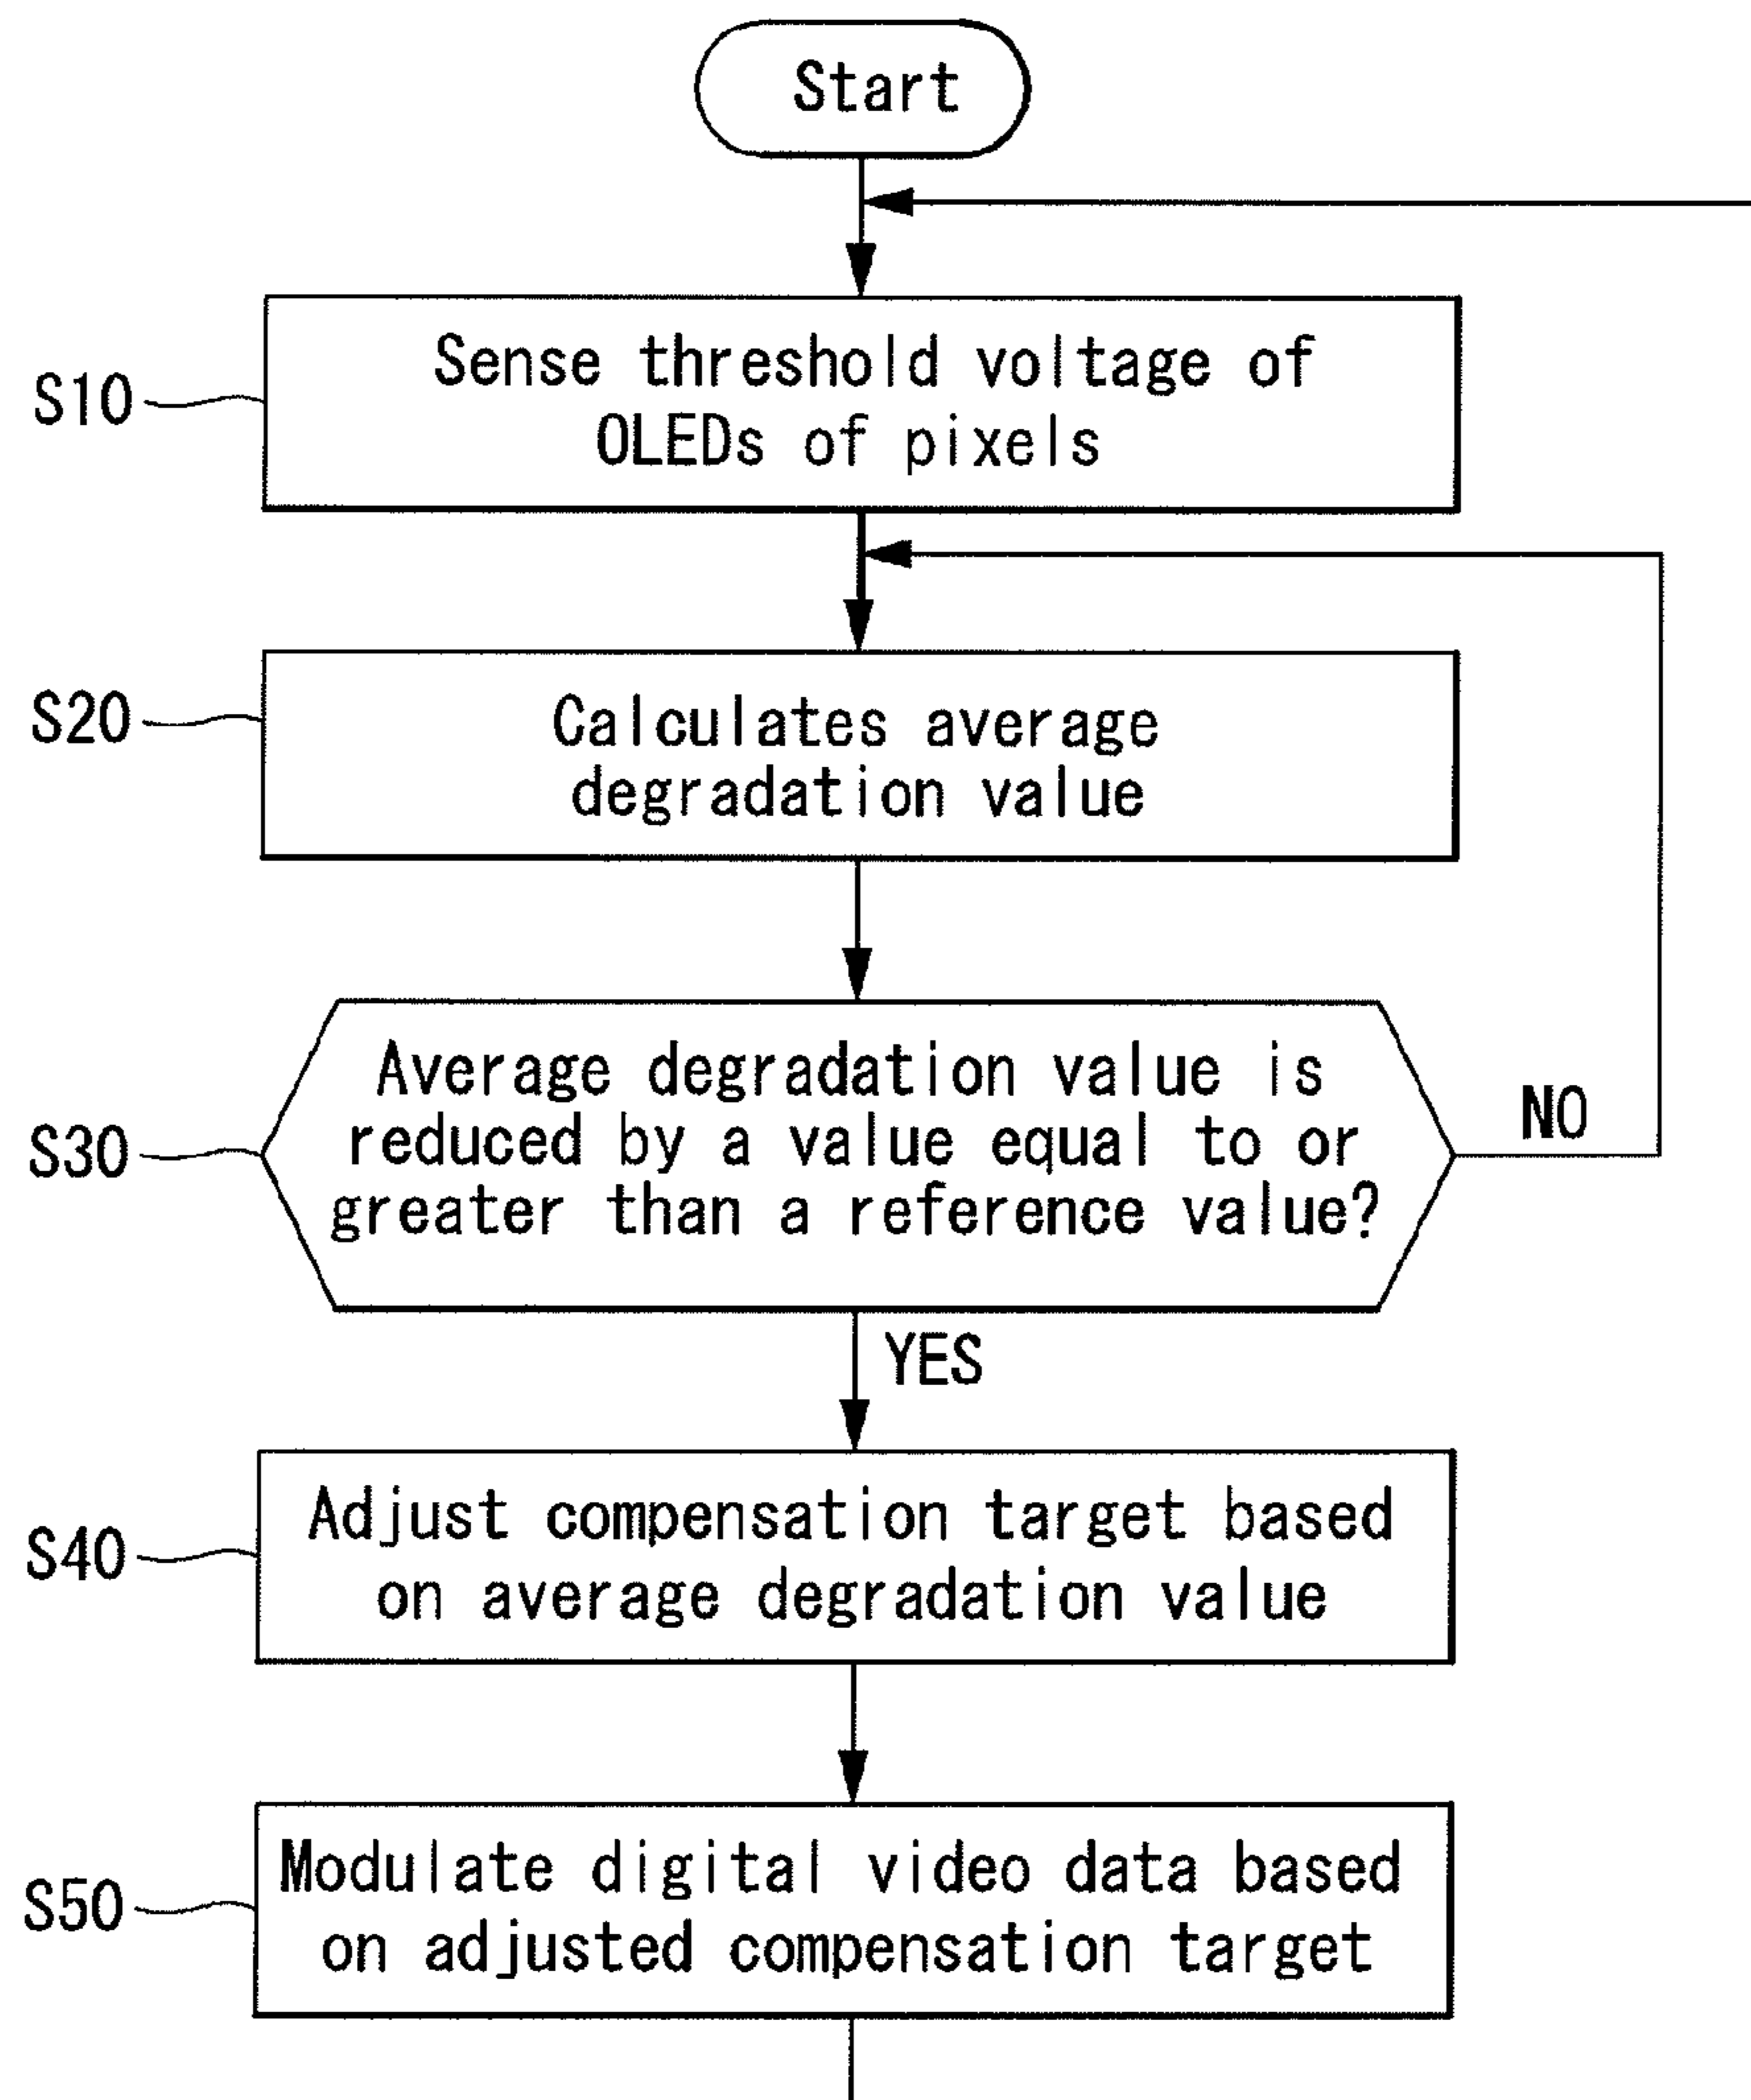 Start
S10
Sense threshold voltage of
OLEDs of pixels
S20
Calculates average
degradation value
S30
Average degradation value is
reduced by a value equal to or
greater than a reference value?
NO
YES
S40
Adjust compensation target based
on average degradation value
S50
Modulate digital video data based
on adjusted compensation target